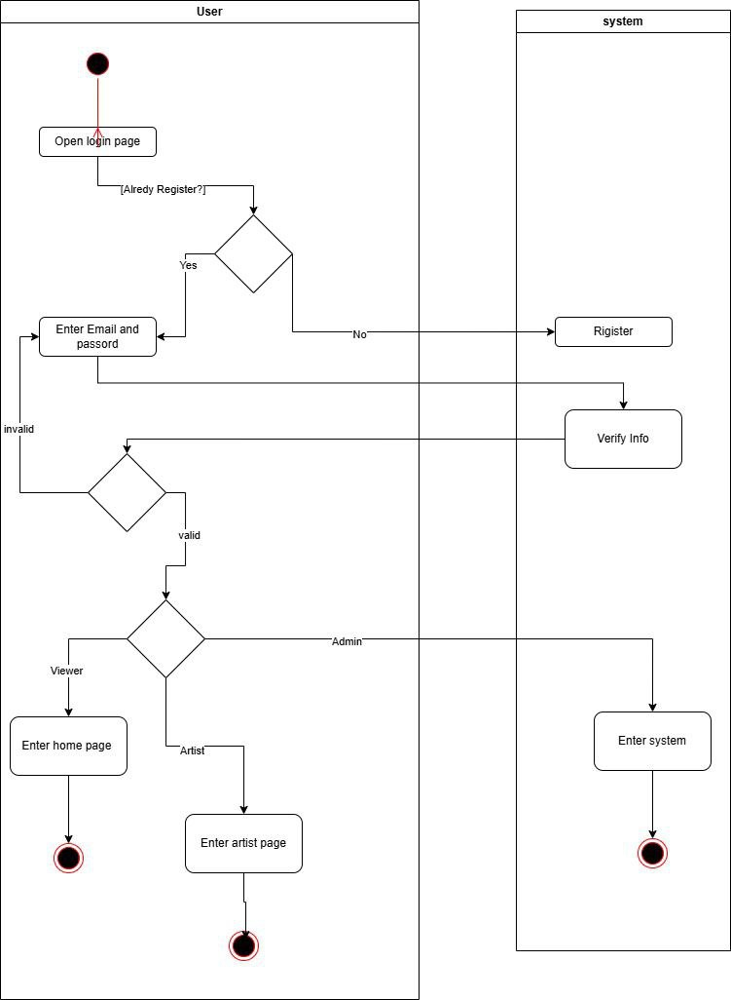 User
system
Open login page
[Alredy Register?]
Yes
No
Enter Email and
passord
Rigister
invalid
Verify Info
valid
Admin
Viewer
Artist
Enter home page
Enter system
Enter artist page